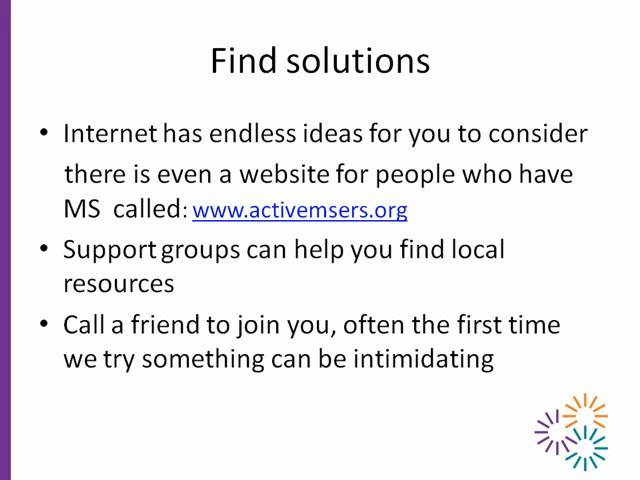 Find solutions
• Internet has endless ideas for you to consider
there is even a website for people who have
MS called: www.activemsers.org
• Support groups can help you find local
resources
• Call a friend to join you, often the first time
we try something can be intimidating